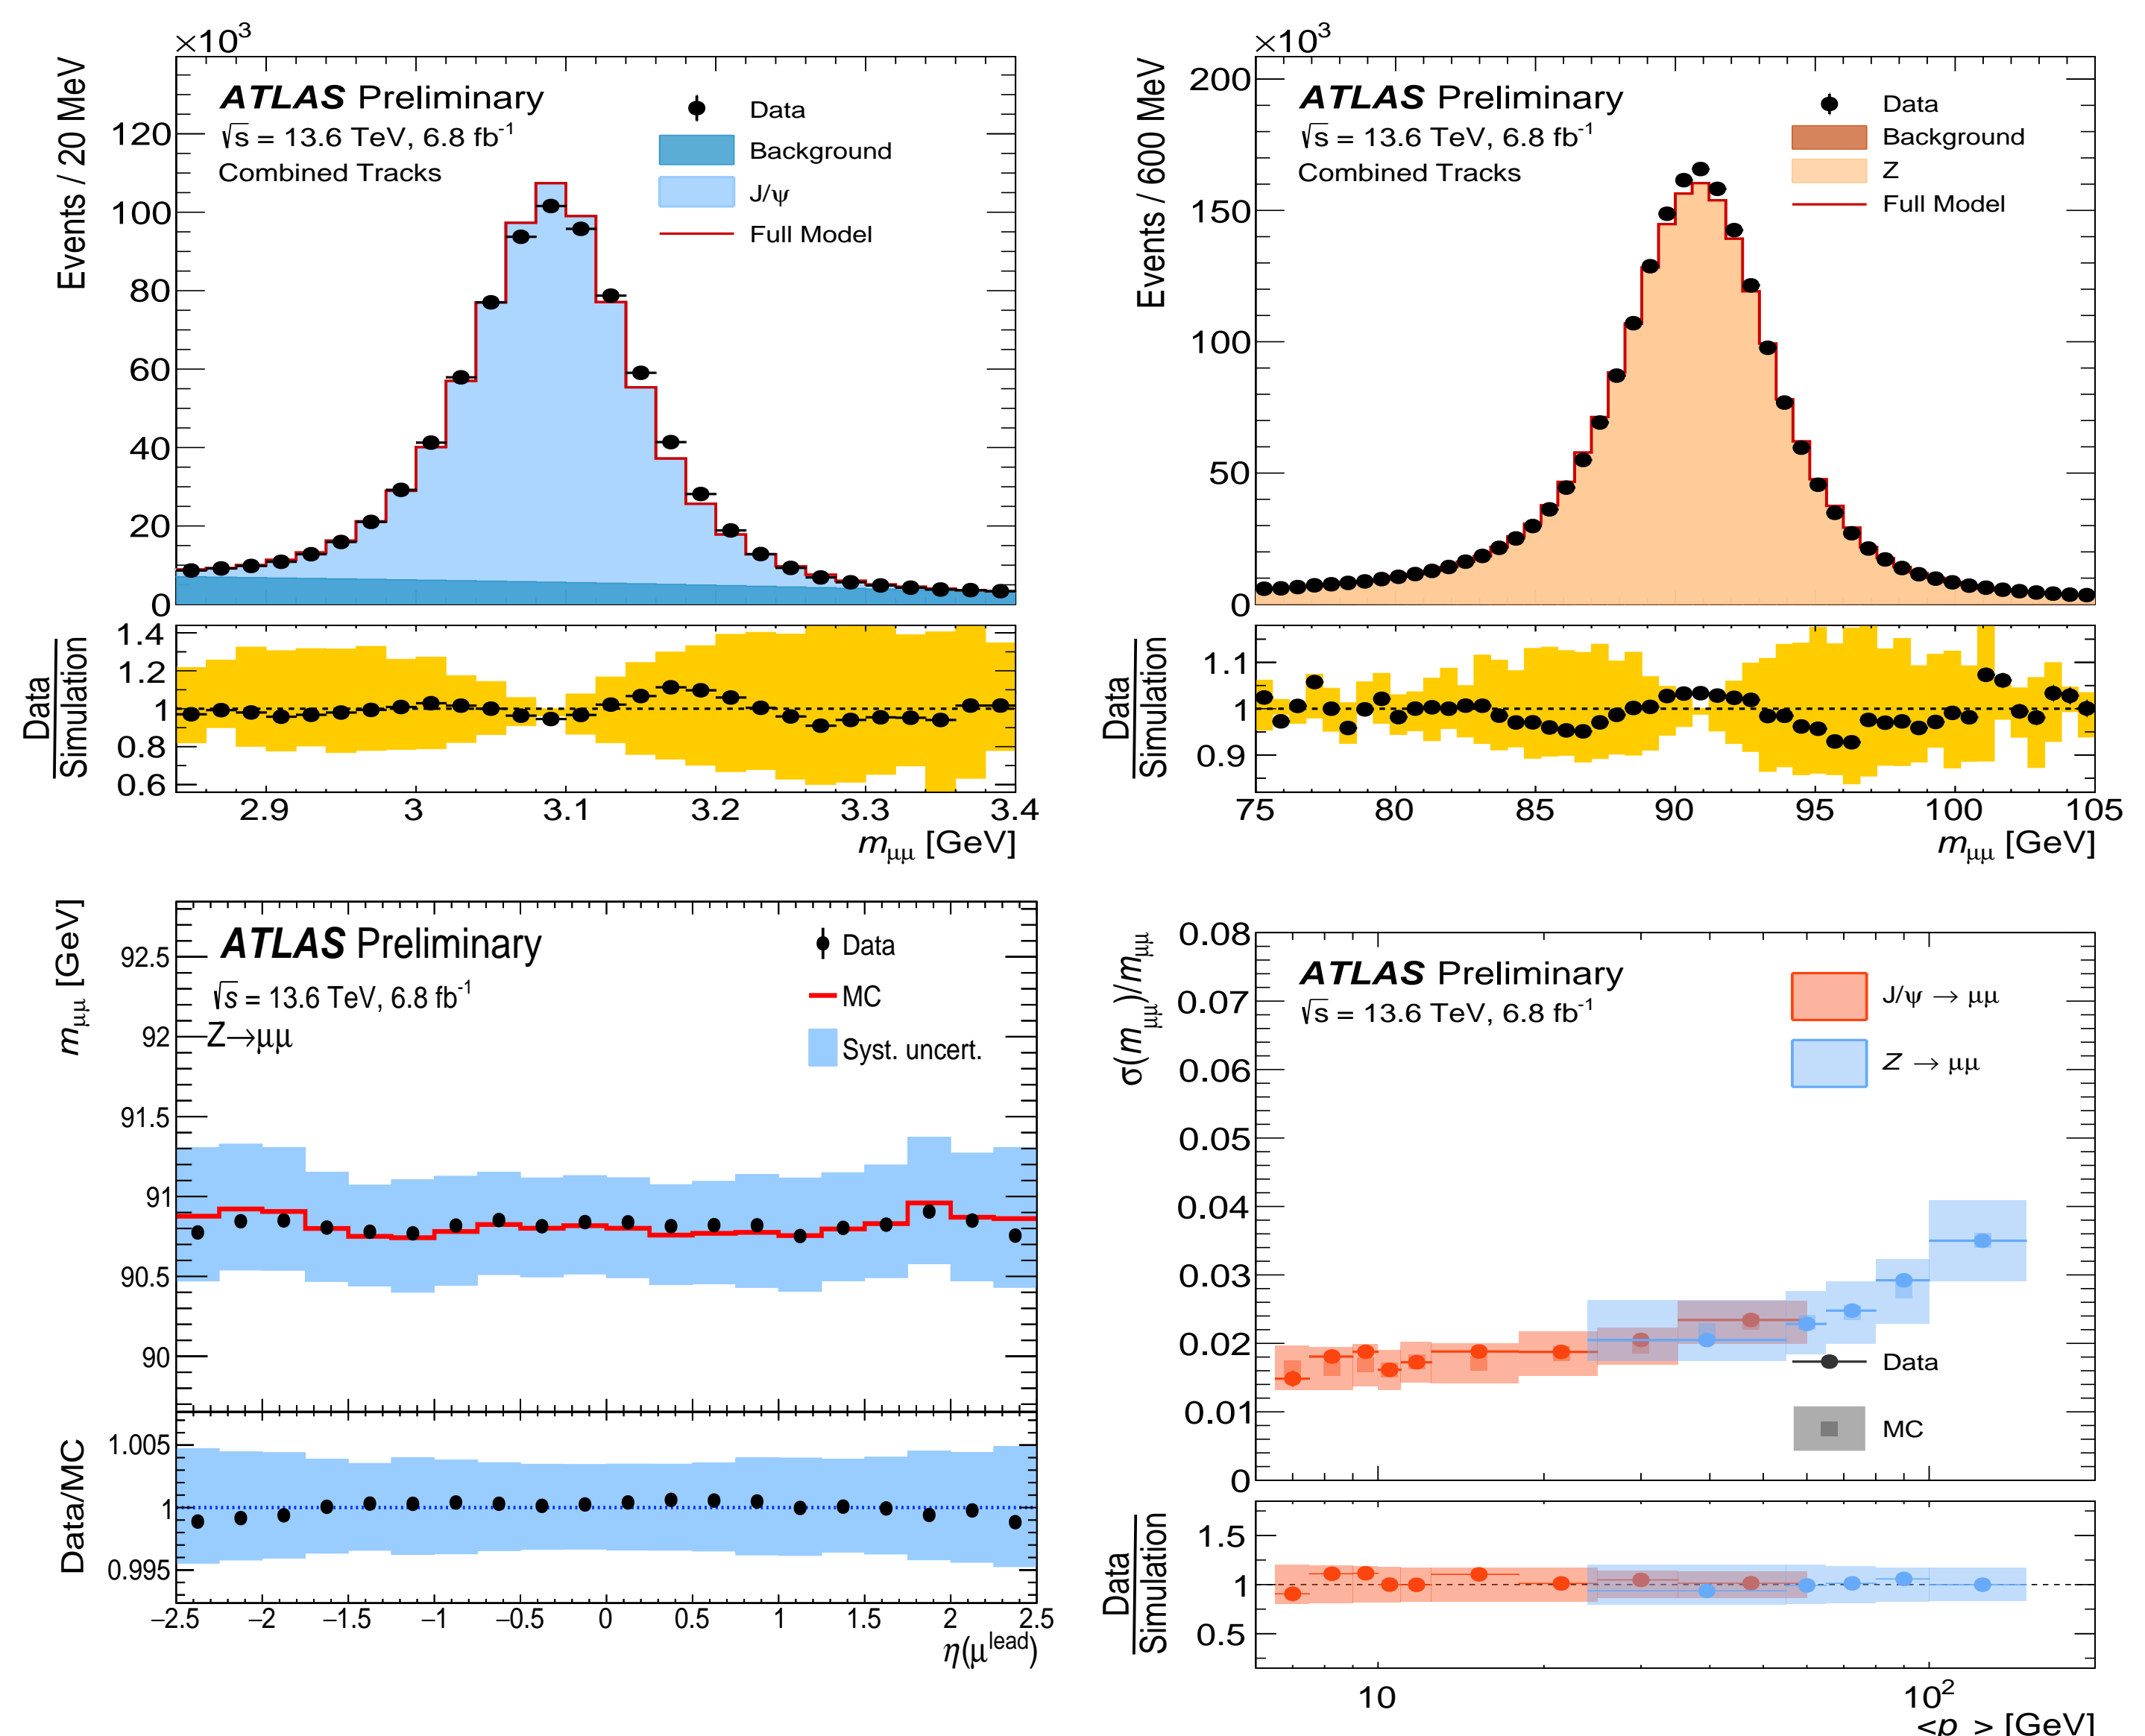 ×10³
Events / 20 MeV
ATLAS Preliminary
√s = 13.6 TeV, 6.8 fb⁻¹
Combined Tracks
Data
Background
J/ψ
Full Model
120
100
80
60
40
20
0
Data
Simulation
1.4
1.2
1
0.8
0.6
2.9 3 3.1 3.2 3.3 3.4
m_μμ [GeV]
×10³
Events / 600 MeV
ATLAS Preliminary
√s = 13.6 TeV, 6.8 fb⁻¹
Combined Tracks
Data
Background
Z
Full Model
200
150
100
50
0
Data
Simulation
1.1
1
0.9
75 80 85 90 95 100 105
m_μμ [GeV]
m_μμ [GeV]
ATLAS Preliminary
√s = 13.6 TeV, 6.8 fb⁻¹
Z→μμ
Data
MC
Syst. uncert.
92.5
92
91.5
91
90.5
90
Data/MC
1.005
1
0.995
−2.5 −2 −1.5 −1 −0.5 0 0.5 1 1.5 2 2.5
η(μ^lead)
σ(m_μμ)/m_μμ
ATLAS Preliminary
√s = 13.6 TeV, 6.8 fb⁻¹
J/ψ → μμ
Z → μμ
Data
MC
0.08
0.07
0.06
0.05
0.04
0.03
0.02
0.01
0
Data
Simulation
1.5
1
0.5
10 10²
<p > [GeV]